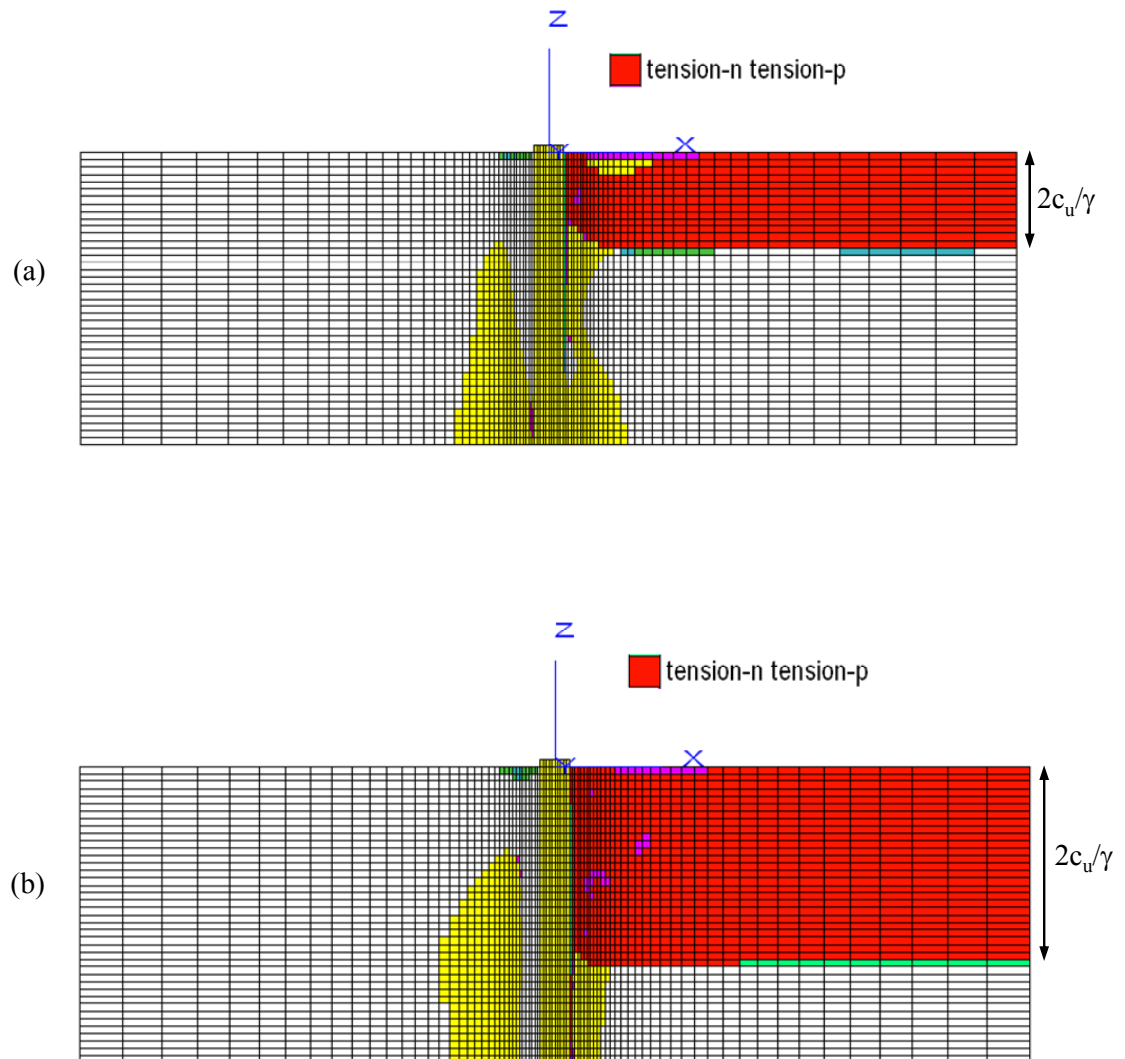 Z
tension-n tension-p
X
Y
2cᵤ/γ
(a)
Z
tension-n tension-p
X
Y
2cᵤ/γ
(b)